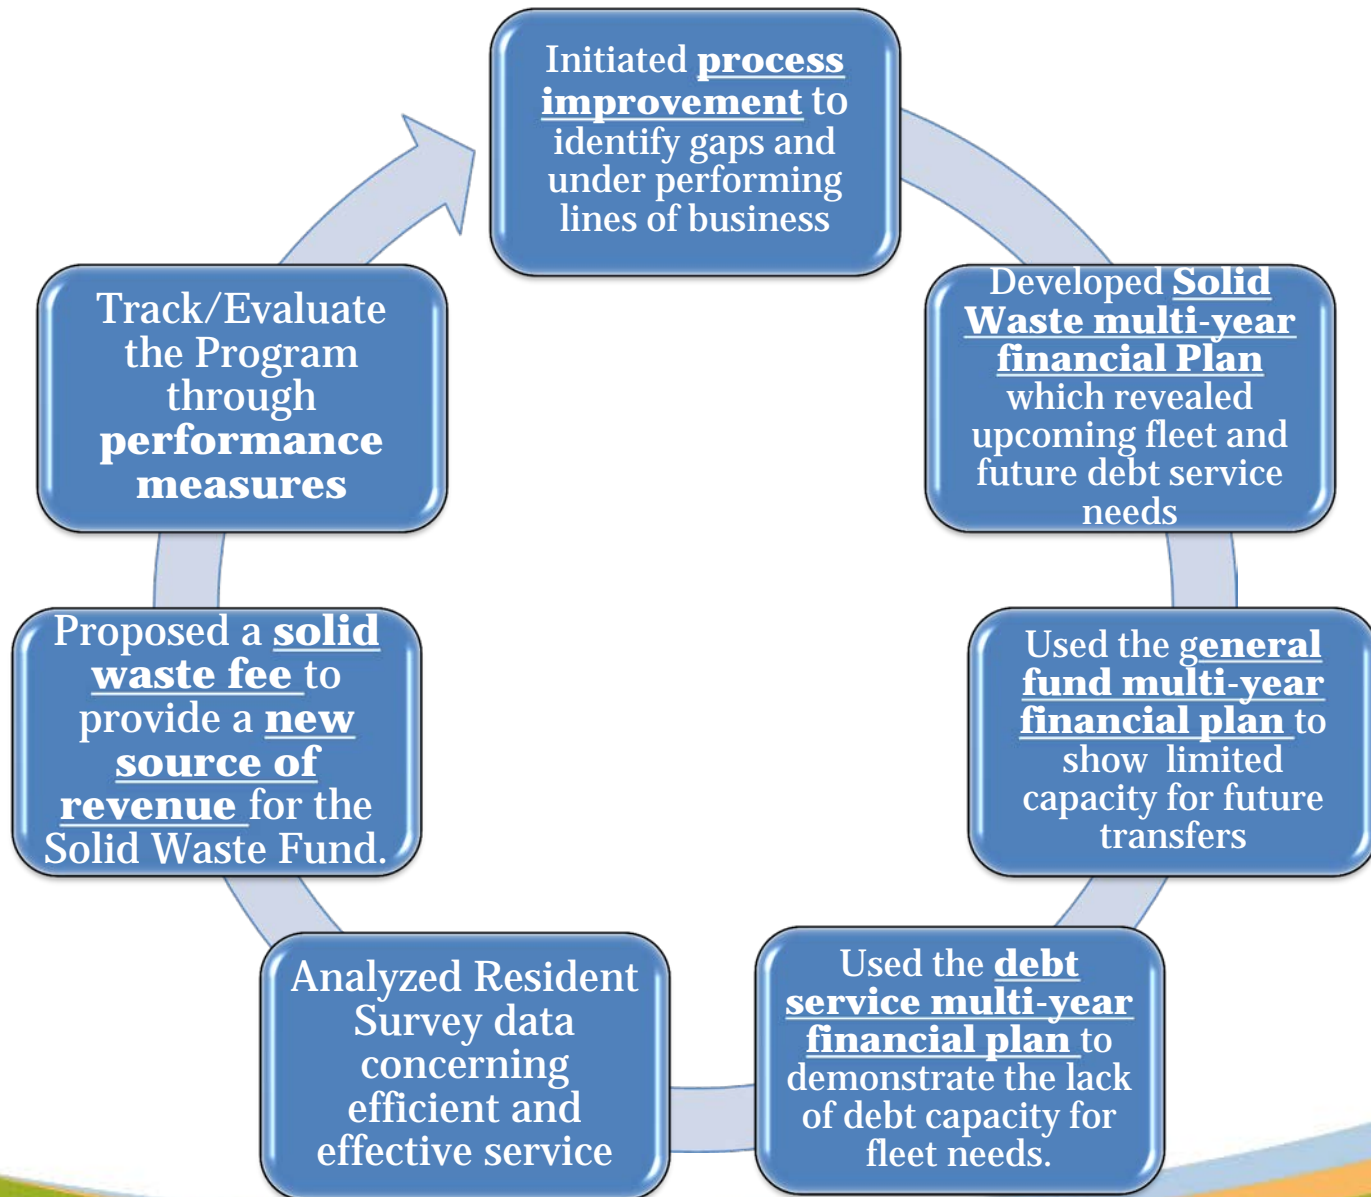 Initiated process
improvement to
identify gaps and
under performing
lines of business
Developed Solid
Waste multi-year
financial Plan
which revealed
upcoming fleet and
future debt service
needs
Used the general
fund multi-year
financial plan to
show limited
capacity for future
transfers
Used the debt
service multi-year
financial plan to
demonstrate the lack
of debt capacity for
fleet needs.
Analyzed Resident
Survey data
concerning
efficient and
effective service
Proposed a solid
waste fee to
provide a new
source of
revenue for the
Solid Waste Fund.
Track/Evaluate
the Program
through
performance
measures